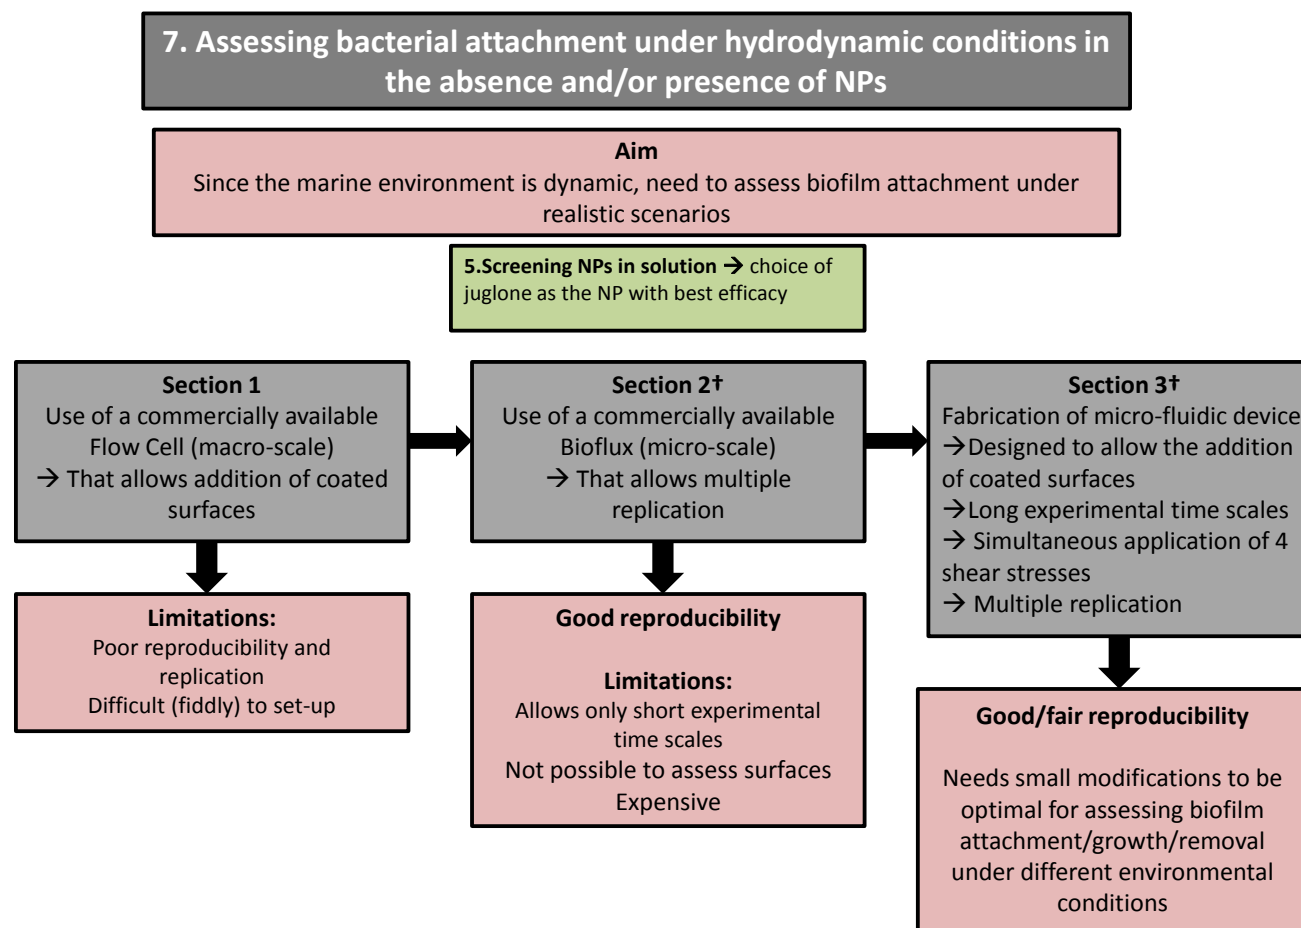 7. Assessing bacterial attachment under hydrodynamic conditions in
the absence and/or presence of NPs
Aim
Since the marine environment is dynamic, need to assess biofilm attachment under
realistic scenarios
5.Screening NPs in solution → choice of
juglone as the NP with best efficacy
Section 1
Use of a commercially available
Flow Cell (macro-scale)
→ That allows addition of coated
surfaces
Limitations:
Poor reproducibility and
replication
Difficult (fiddly) to set-up
Section 2†
Use of a commercially available
Bioflux (micro-scale)
→ That allows multiple
replication
Good reproducibility
Limitations:
Allows only short experimental
time scales
Not possible to assess surfaces
Expensive
Section 3†
Fabrication of micro-fluidic device
→Designed to allow the addition
of coated surfaces
→Long experimental time scales
→ Simultaneous application of 4
shear stresses
→ Multiple replication
Good/fair reproducibility
Needs small modifications to be
optimal for assessing biofilm
attachment/growth/removal
under different environmental
conditions